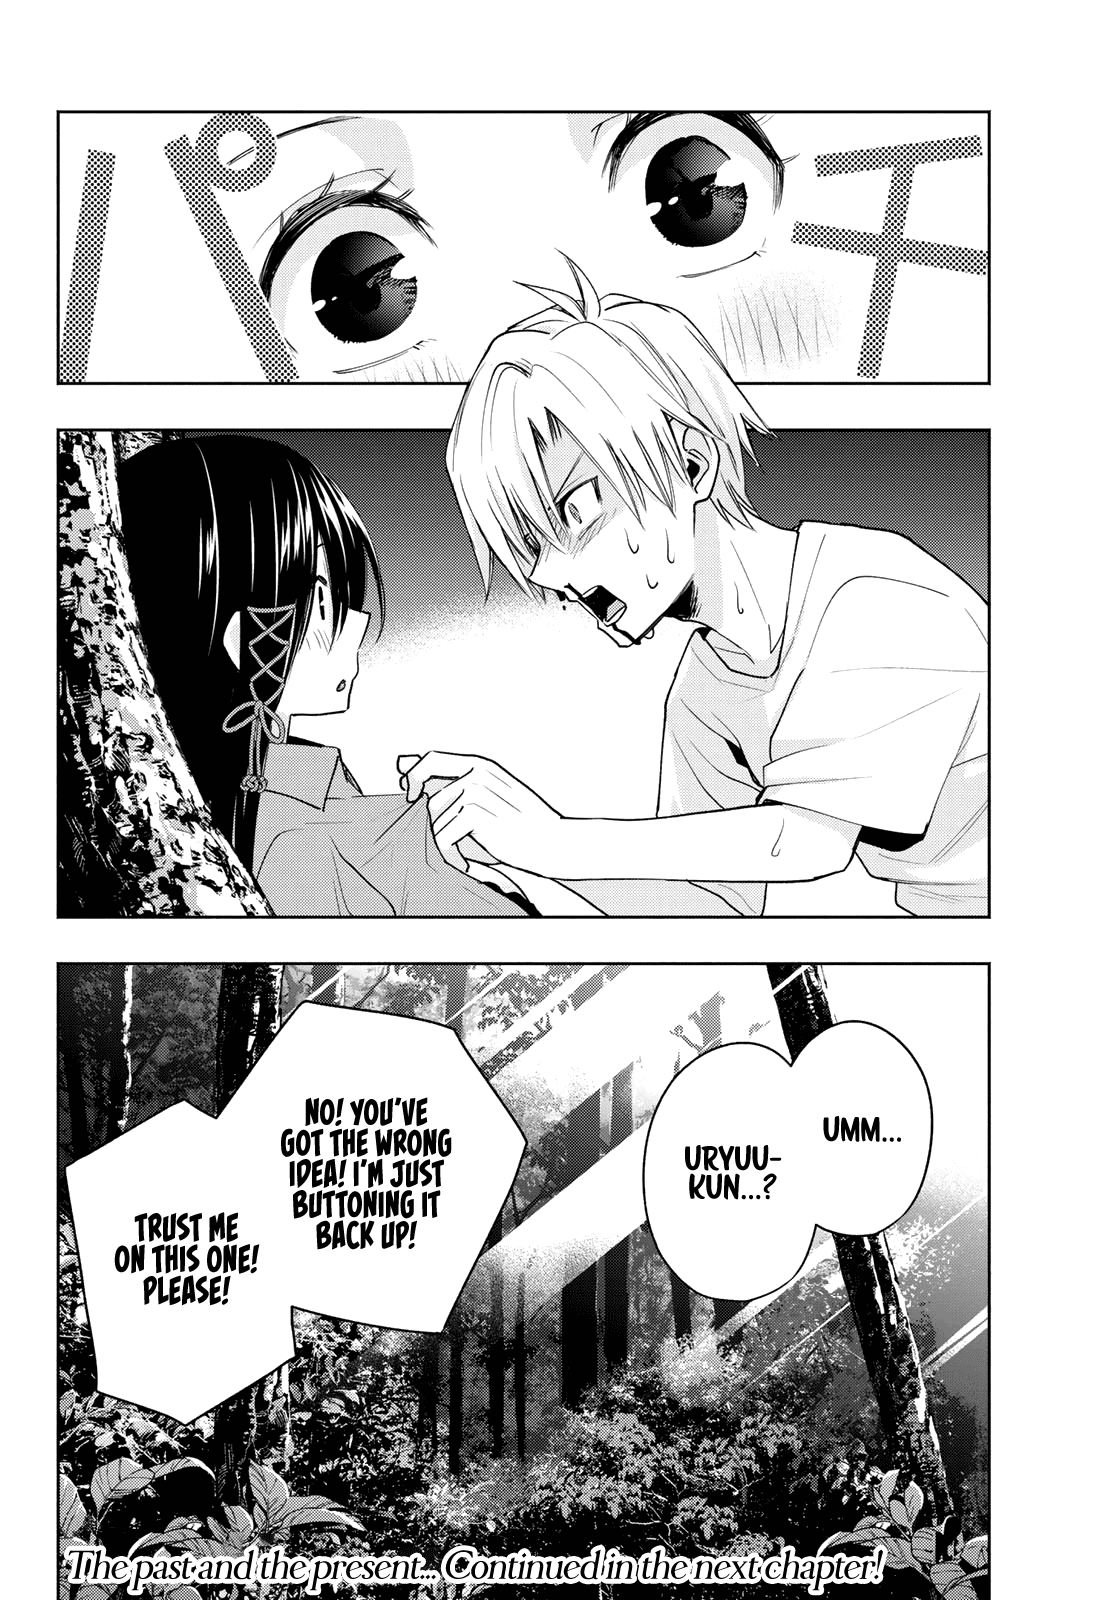 パチ
UMM...
URYUU-
KUN...?
NO! YOU'VE
GOT THE WRONG
IDEA! I'M JUST
BUTTONING IT
BACK UP!
TRUST ME
ON THIS ONE!
PLEASE!
The past and the present... Continued in the next chapter!